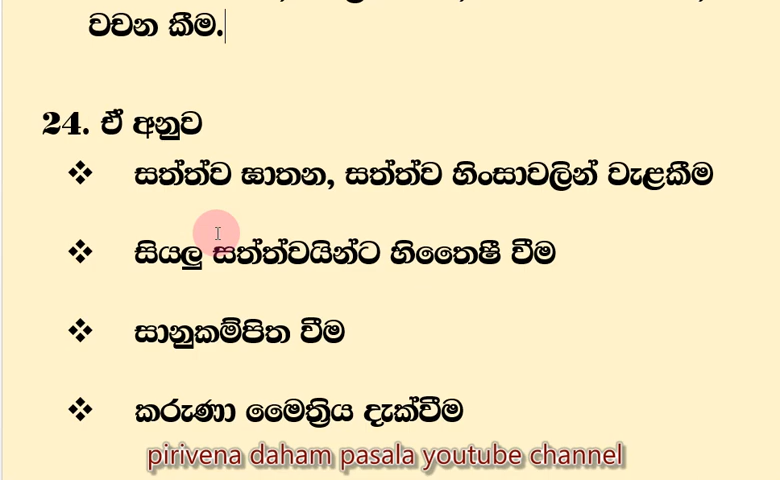 වචන කීම.
24. ඒ අනුව
❖ සත්ත්ව ඝාතන, සත්ත්ව හිංසාවලින් වැළකීම
❖ සියලු සත්ත්වයින්ට හිතෛෂී වීම
❖ සානුකම්පිත වීම
❖ කරුණා මෛත්‍රිය දැක්වීම
pirivena daham pasala youtube channel